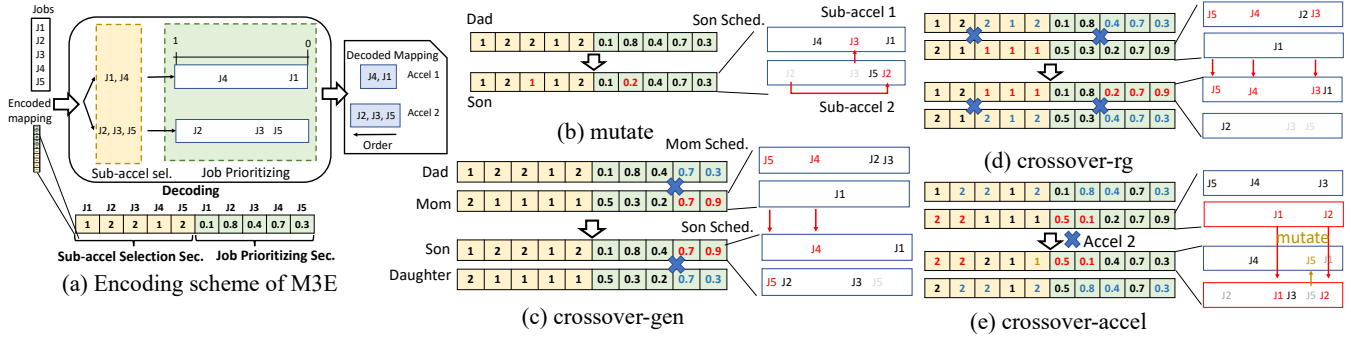 Jobs
J1
J2
J3
J4
J5
Encoded
mapping
J1, J4
J2, J3, J5
Sub-accel sel.
1 0
J4 J1
J2 J3 J5
Job Prioritizing
Decoding
Decoded Mapping
J4, J1 Accel 1
J2, J3, J5 Accel 2
Order
J1 J2 J3 J4 J5 J1 J2 J3 J4 J5
1 2 2 1 2 0.1 0.8 0.4 0.7 0.3
Sub-accel Selection Sec. Job Prioritizing Sec.
(a) Encoding scheme of M3E
Dad
1 2 2 1 2 0.1 0.8 0.4 0.7 0.3
1 2 1 1 2 0.1 0.2 0.4 0.7 0.3
Son
Son Sched.
Sub-accel 1
J4 J3 J1
J2 J3 J5 J2
Sub-accel 2
(b) mutate
Mom Sched.
Dad 1 2 2 1 2 0.1 0.8 0.4 0.7 0.3
Mom 2 1 1 1 1 0.5 0.3 0.2 0.7 0.9
J5 J4 J2 J3
J1
Son Sched.
Son 1 2 2 1 2 0.1 0.8 0.4 0.7 0.9
Daughter 2 1 1 1 1 0.5 0.3 0.2 0.7 0.3
J4 J1
J5 J2 J3 J5
(c) crossover-gen
1 2 2 1 2 0.1 0.8 0.4 0.7 0.3
2 1 1 1 1 0.5 0.3 0.2 0.7 0.9
J5 J4 J2 J3
J1
1 2 1 1 1 0.1 0.8 0.2 0.7 0.9
2 1 2 1 2 0.5 0.3 0.4 0.7 0.3
J5 J4 J3 J1
J2 J3 J5
(d) crossover-rg
1 2 2 1 2 0.1 0.8 0.4 0.7 0.3
2 2 1 1 1 0.5 0.1 0.2 0.7 0.9
J5 J4 J3
J1 J2
Accel 2
mutate
2 2 2 1 1 0.5 0.1 0.4 0.7 0.3
1 2 2 1 2 0.5 0.8 0.4 0.7 0.9
J4 J5 J1
J2 J1 J3 J5 J2
(e) crossover-accel